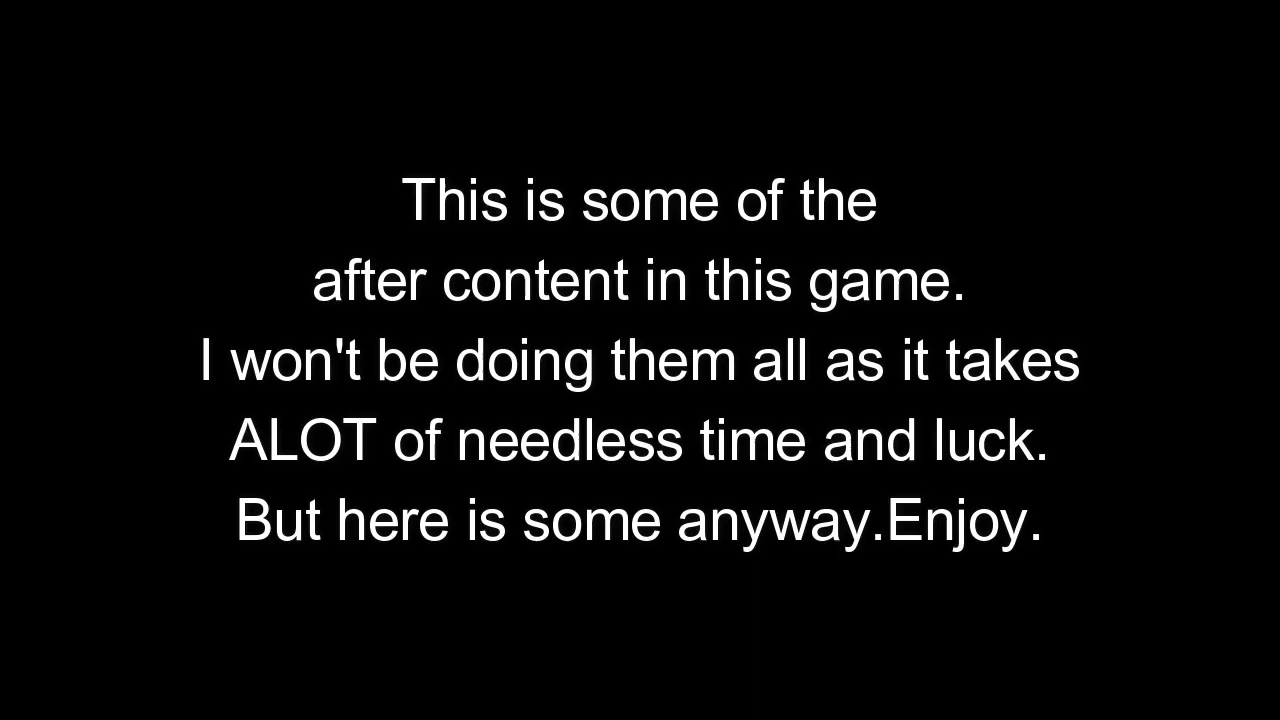 This is some of the
after content in this game.
I won't be doing them all as it takes
ALOT of needless time and luck.
But here is some anyway.Enjoy.